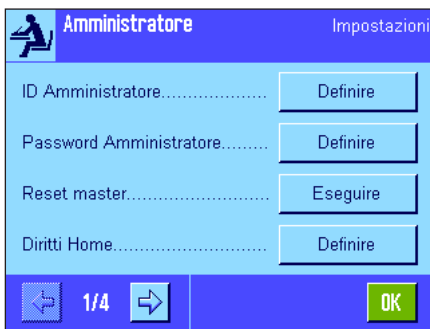 Amministratore Impostazioni
ID Amministratore.................... Definire
Password Amministratore......... Definire
Reset master........................... Eseguire
Diritti Home............................. Definire
1/4 OK